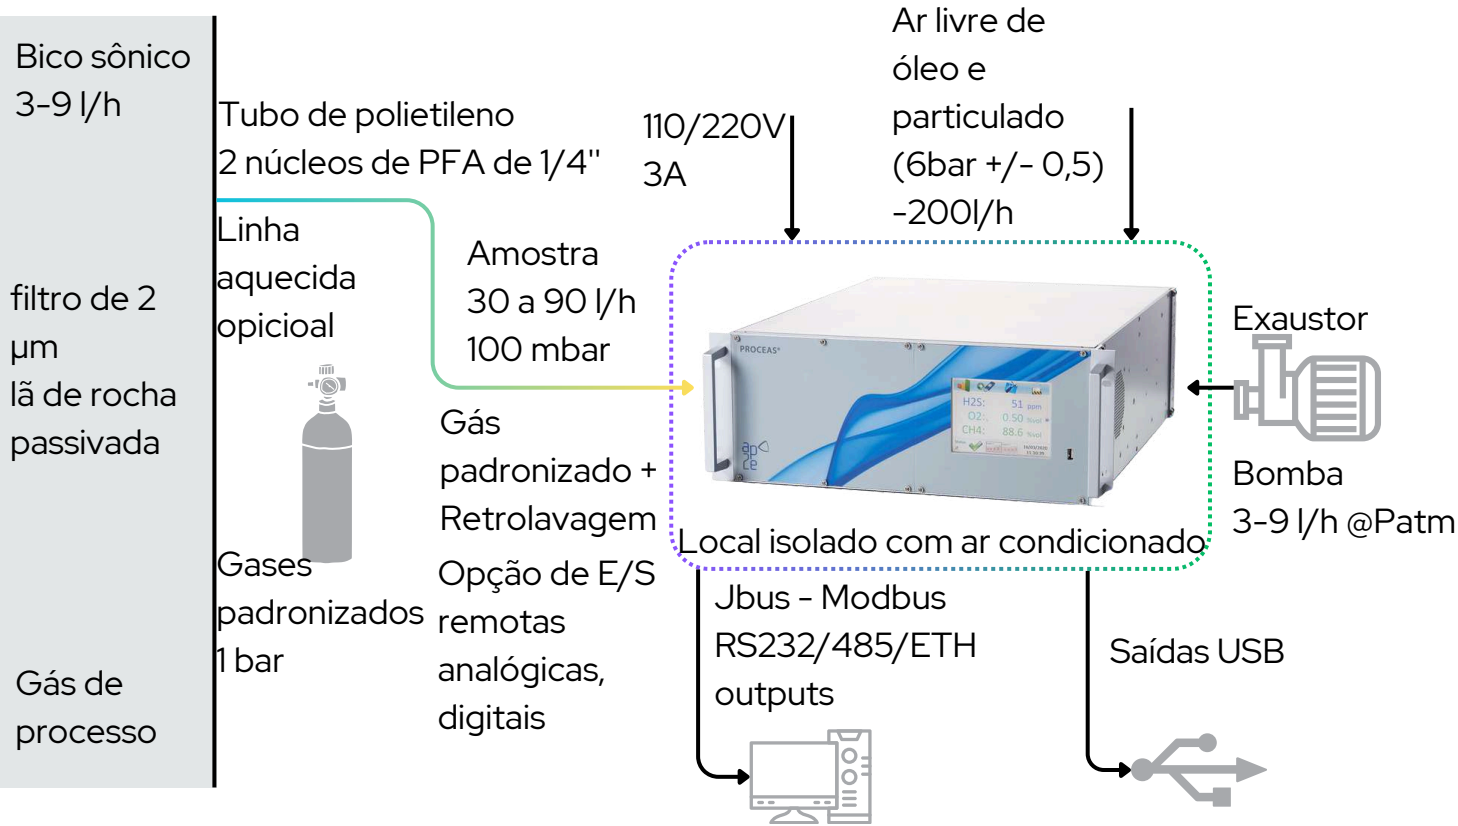 Bico sônico
3-9 l/h
filtro de 2
µm
lã de rocha
passivada
Gás de
processo
Tubo de polietileno
2 núcleos de PFA de 1/4"
Linha
aquecida
opicioal
Gases
padronizados
1 bar
Amostra
30 a 90 l/h
100 mbar
Gás
padronizado +
Retrolavagem
Opção de E/S
remotas
analógicas,
digitais
110/220V
3A
Ar livre de
óleo e
particulado
(6bar +/- 0,5)
-200l/h
PROCEAS®
ap2e
H2S: 51 ppm
O2: 0.50 %vol
CH4: 88.6 %vol
Local isolado com ar condicionado
Exaustor
Bomba
3-9 l/h @Patm
Jbus - Modbus
RS232/485/ETH
outputs
Saídas USB